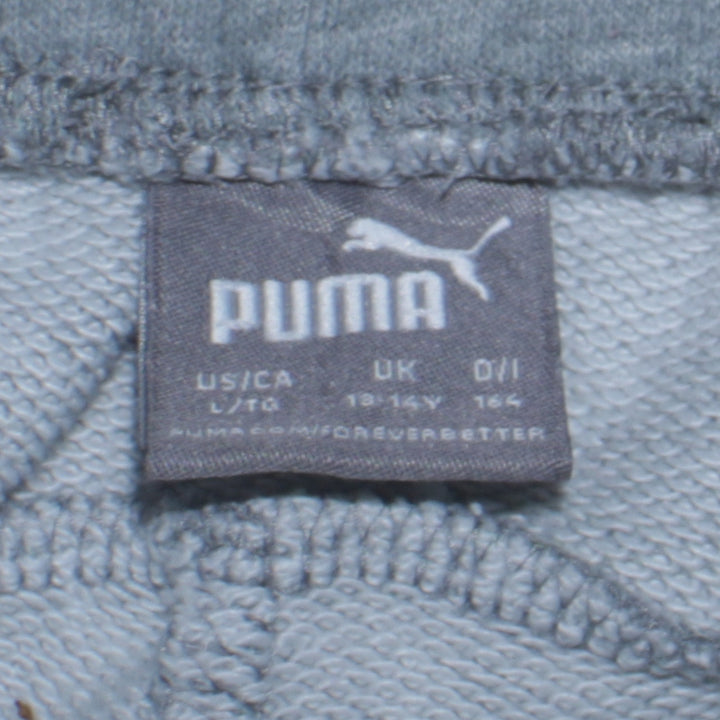 PUMA
US/CA UK D/I
L/TG 13-14Y 164
PUMA.COM/FOREVERBETTER